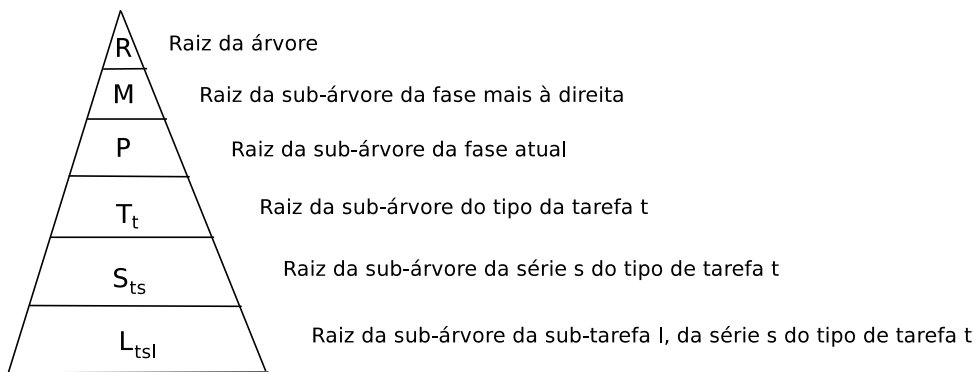 R Raiz da árvore
M Raiz da sub-árvore da fase mais à direita
P Raiz da sub-árvore da fase atual
Tt Raiz da sub-árvore do tipo da tarefa t
Sts Raiz da sub-árvore da série s do tipo de tarefa t
Ltsl Raiz da sub-árvore da sub-tarefa l, da série s do tipo de tarefa t